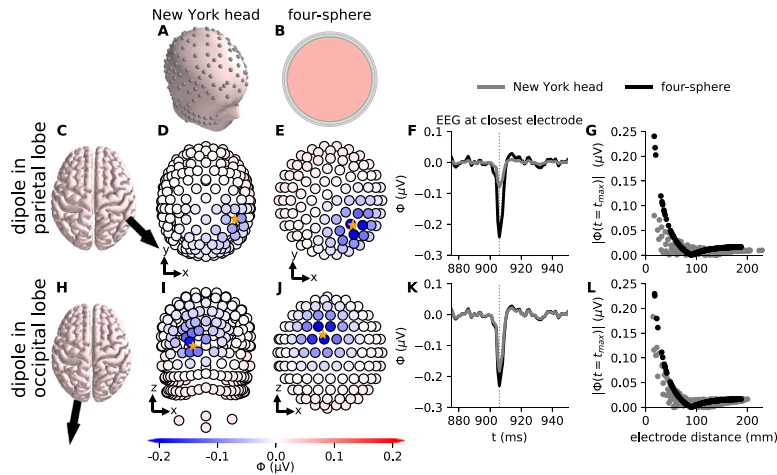 New York head
four-sphere
A
B
New York head
four-sphere
C
D
E
F
EEG at closest electrode
G
dipole in
parietal lobe
y
x
y
x
Φ (μV)
0.1
0.0
-0.1
-0.2
-0.3
880
900
920
940
|Φ(t = tmax)| (μV)
0.25
0.20
0.15
0.10
0.05
0.00
0
100
200
H
I
J
K
L
dipole in
occipital lobe
z
x
z
x
Φ (μV)
0.1
0.0
-0.1
-0.2
-0.3
880
900
920
940
t (ms)
|Φ(t = tmax)| (μV)
0.25
0.20
0.15
0.10
0.05
0.00
0
100
200
electrode distance (mm)
-0.2
-0.1
0.0
0.1
0.2
Φ (μV)